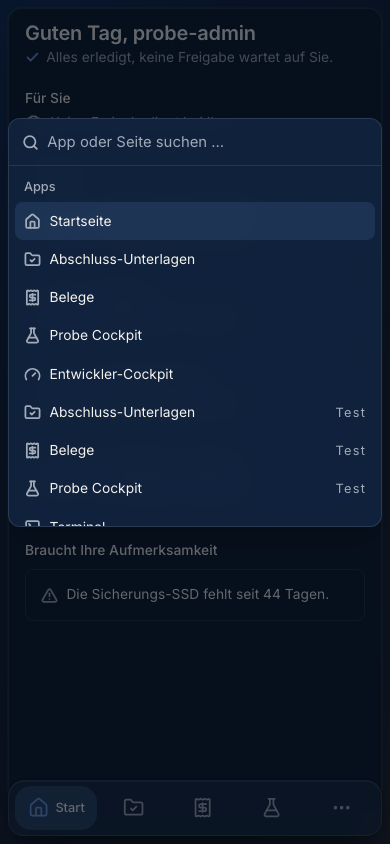 Guten Tag, probe-admin
Alles erledigt, keine Freigabe wartet auf Sie.
Für Sie
App oder Seite suchen ...
Apps
Startseite
Abschluss-Unterlagen
Belege
Probe Cockpit
Entwickler-Cockpit
Abschluss-Unterlagen Test
Belege Test
Probe Cockpit Test
Terminal
Braucht Ihre Aufmerksamkeit
Die Sicherungs-SSD fehlt seit 44 Tagen.
Start